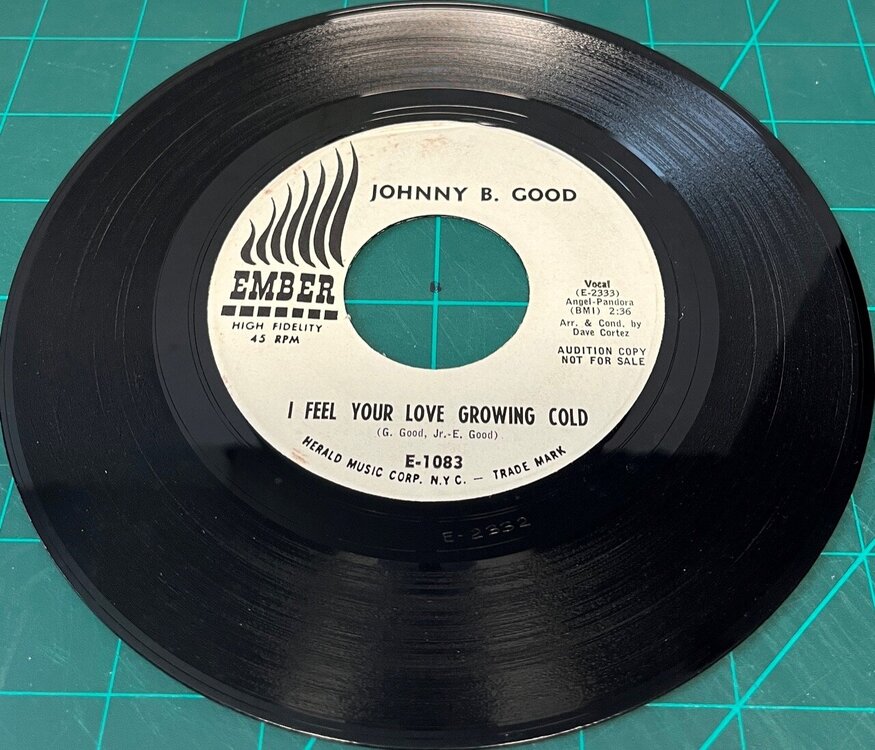 JOHNNY B. GOOD
EMBER
HIGH FIDELITY
45 RPM
Vocal
(E-2333)
Angel-Pandora
(BMI) 2:36
Arr. & Cond. by
Dave Cortez
AUDITION COPY
NOT FOR SALE
I FEEL YOUR LOVE GROWING COLD
(G. Good, Jr.-E. Good)
E-1083
HERALD MUSIC CORP. N.Y.C. — TRADE MARK
E-2332